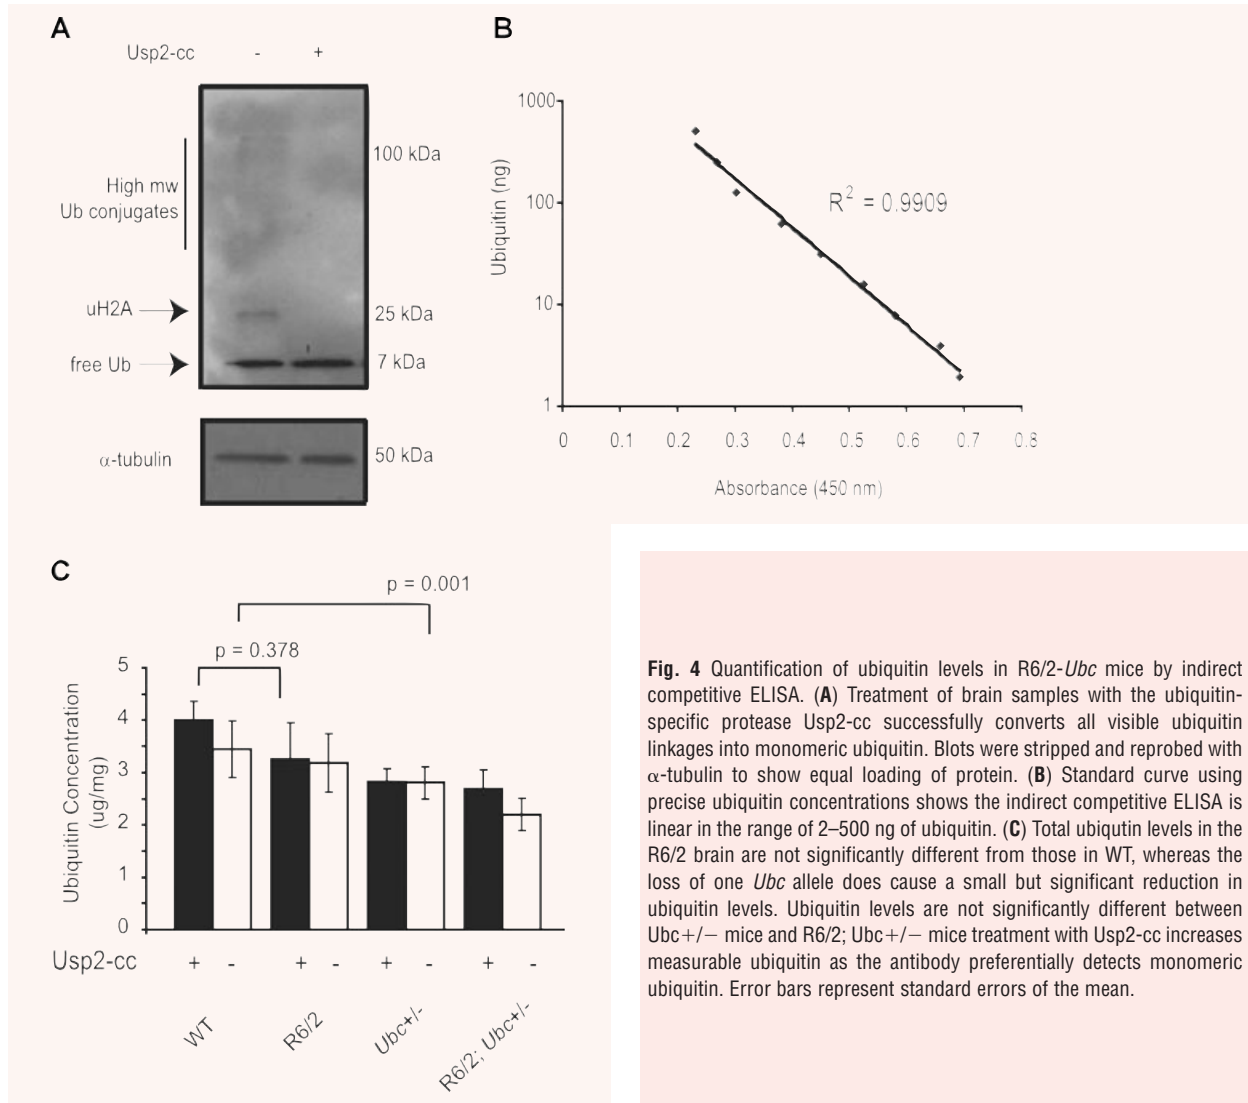 A
Usp2-cc - +
High mw
Ub conjugates
100 kDa
uH2A
25 kDa
free Ub
7 kDa
α-tubulin
50 kDa
B
Ubiquitin (ng)
1000
100
10
1
R2 = 0.9909
0 0.1 0.2 0.3 0.4 0.5 0.6 0.7 0.8
Absorbance (450 nm)
C
p = 0.001
p = 0.378
Ubiquitin Concentration
(ug/mg)
5
4
3
2
1
0
Usp2-cc + - + - + - + -
WT
R6/2
Ubc+/-
R6/2; Ubc+/-
Fig. 4 Quantification of ubiquitin levels in R6/2-Ubc mice by indirect
competitive ELISA. (A) Treatment of brain samples with the ubiquitin-
specific protease Usp2-cc successfully converts all visible ubiquitin
linkages into monomeric ubiquitin. Blots were stripped and reprobed with
α-tubulin to show equal loading of protein. (B) Standard curve using
precise ubiquitin concentrations shows the indirect competitive ELISA is
linear in the range of 2–500 ng of ubiquitin. (C) Total ubiqutin levels in the
R6/2 brain are not significantly different from those in WT, whereas the
loss of one Ubc allele does cause a small but significant reduction in
ubiquitin levels. Ubiquitin levels are not significantly different between
Ubc+/− mice and R6/2; Ubc+/− mice treatment with Usp2-cc increases
measurable ubiquitin as the antibody preferentially detects monomeric
ubiquitin. Error bars represent standard errors of the mean.